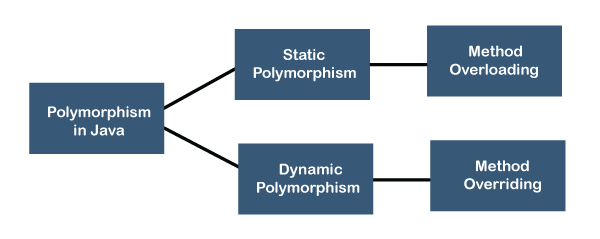 Static
Polymorphism
Method
Overloading
Polymorphism
in Java
Dynamic
Polymorphism
Method
Overriding